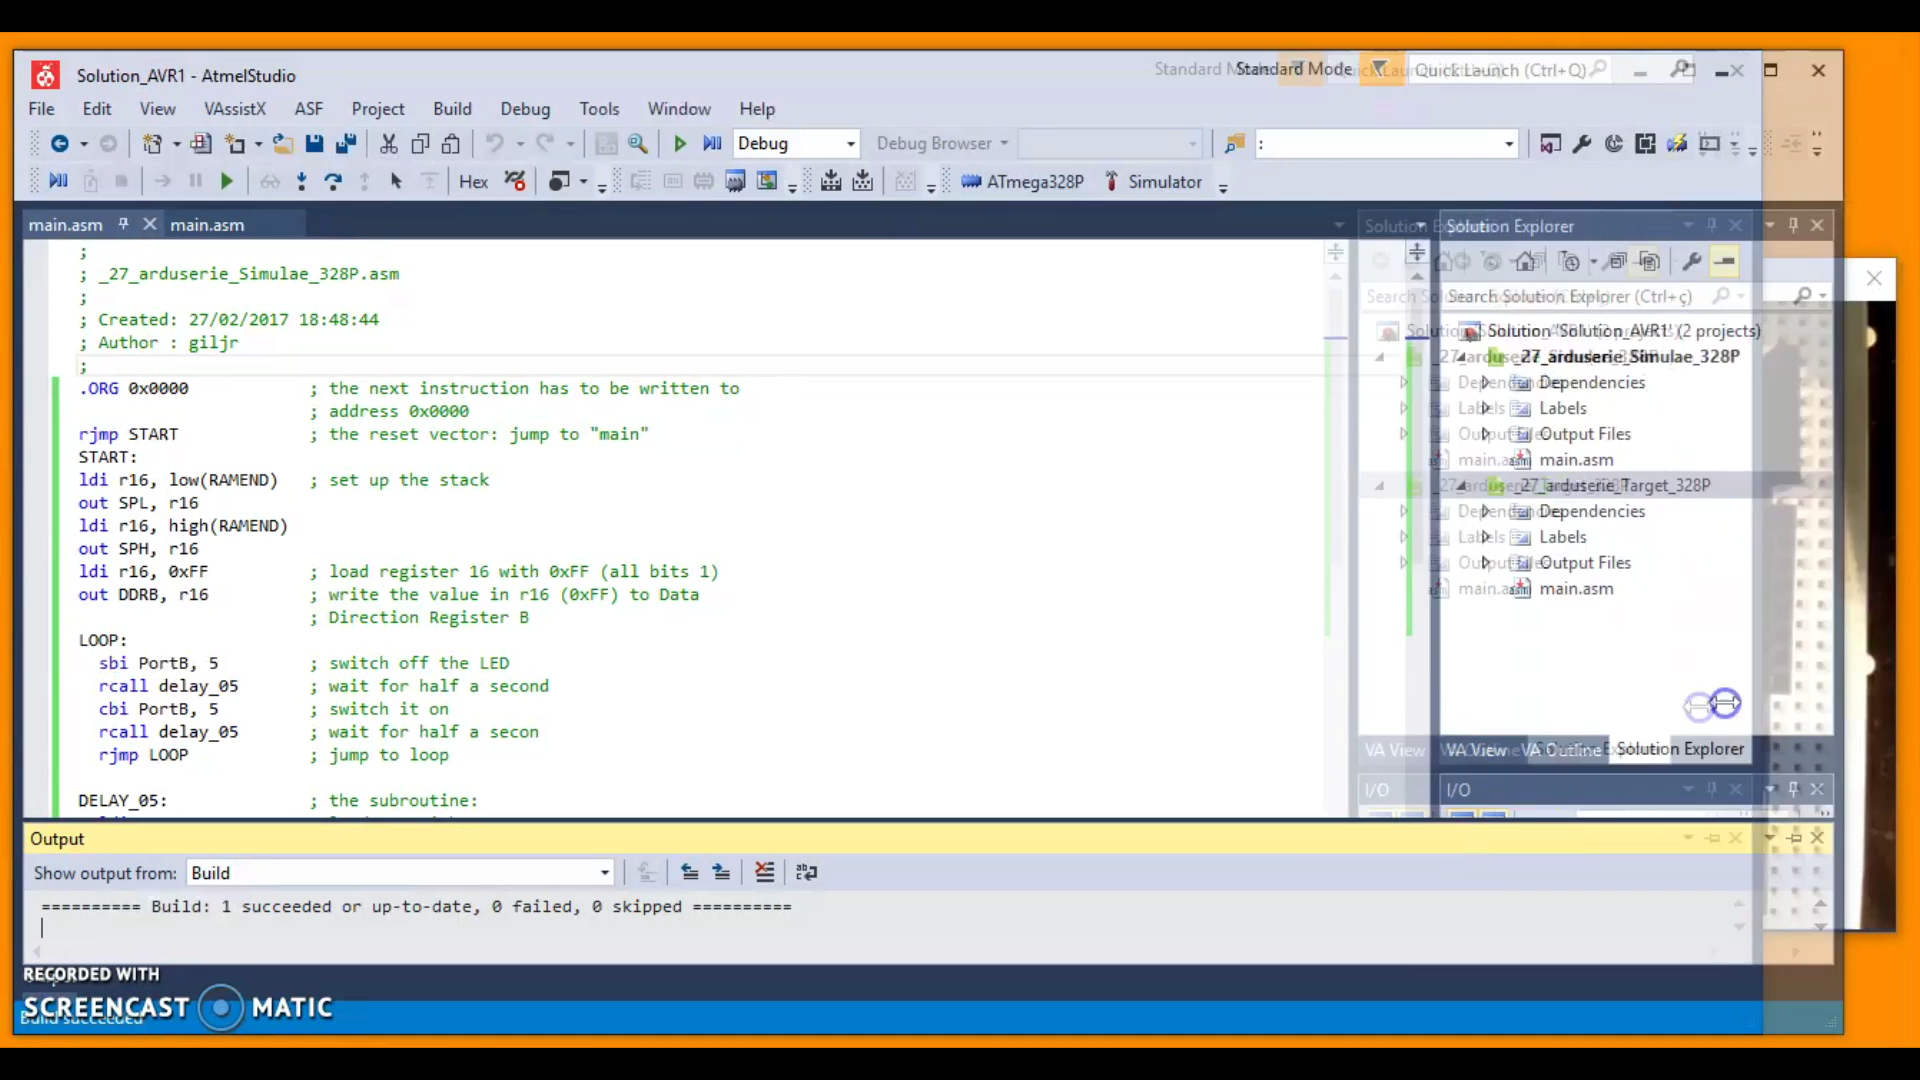 Solution_AVR1 - AtmelStudio
Standard Mode
Quick Launch (Ctrl+Q)
File Edit View VAssistX ASF Project Build Debug Tools Window Help
Debug
Debug Browser
:
Hex
ATmega328P
Simulator
main.asm
main.asm
;
; _27_arduserie_Simulae_328P.asm
;
; Created: 27/02/2017 18:48:44
; Author : giljr
;
.ORG 0x0000 ; the next instruction has to be written to
; address 0x0000
rjmp START ; the reset vector: jump to "main"
START:
ldi r16, low(RAMEND) ; set up the stack
out SPL, r16
ldi r16, high(RAMEND)
out SPH, r16
ldi r16, 0xFF ; load register 16 with 0xFF (all bits 1)
out DDRB, r16 ; write the value in r16 (0xFF) to Data
; Direction Register B
LOOP:
sbi PortB, 5 ; switch off the LED
rcall delay_05 ; wait for half a second
cbi PortB, 5 ; switch it on
rcall delay_05 ; wait for half a secon
rjmp LOOP ; jump to loop
DELAY_05: ; the subroutine:
Solution Explorer
Search Solution Explorer (Ctrl+ç)
Solution 'Solution_AVR1' (2 projects)
_27_arduserie_Simulae_328P
Dependencies
Labels
Output Files
main.asm
_27_arduserie_Target_328P
Dependencies
Labels
Output Files
main.asm
VA View VA Outline Solution Explorer
I/O
Output
Show output from: Build
========== Build: 1 succeeded or up-to-date, 0 failed, 0 skipped ==========
RECORDED WITH
SCREENCAST MATIC
Build succeeded